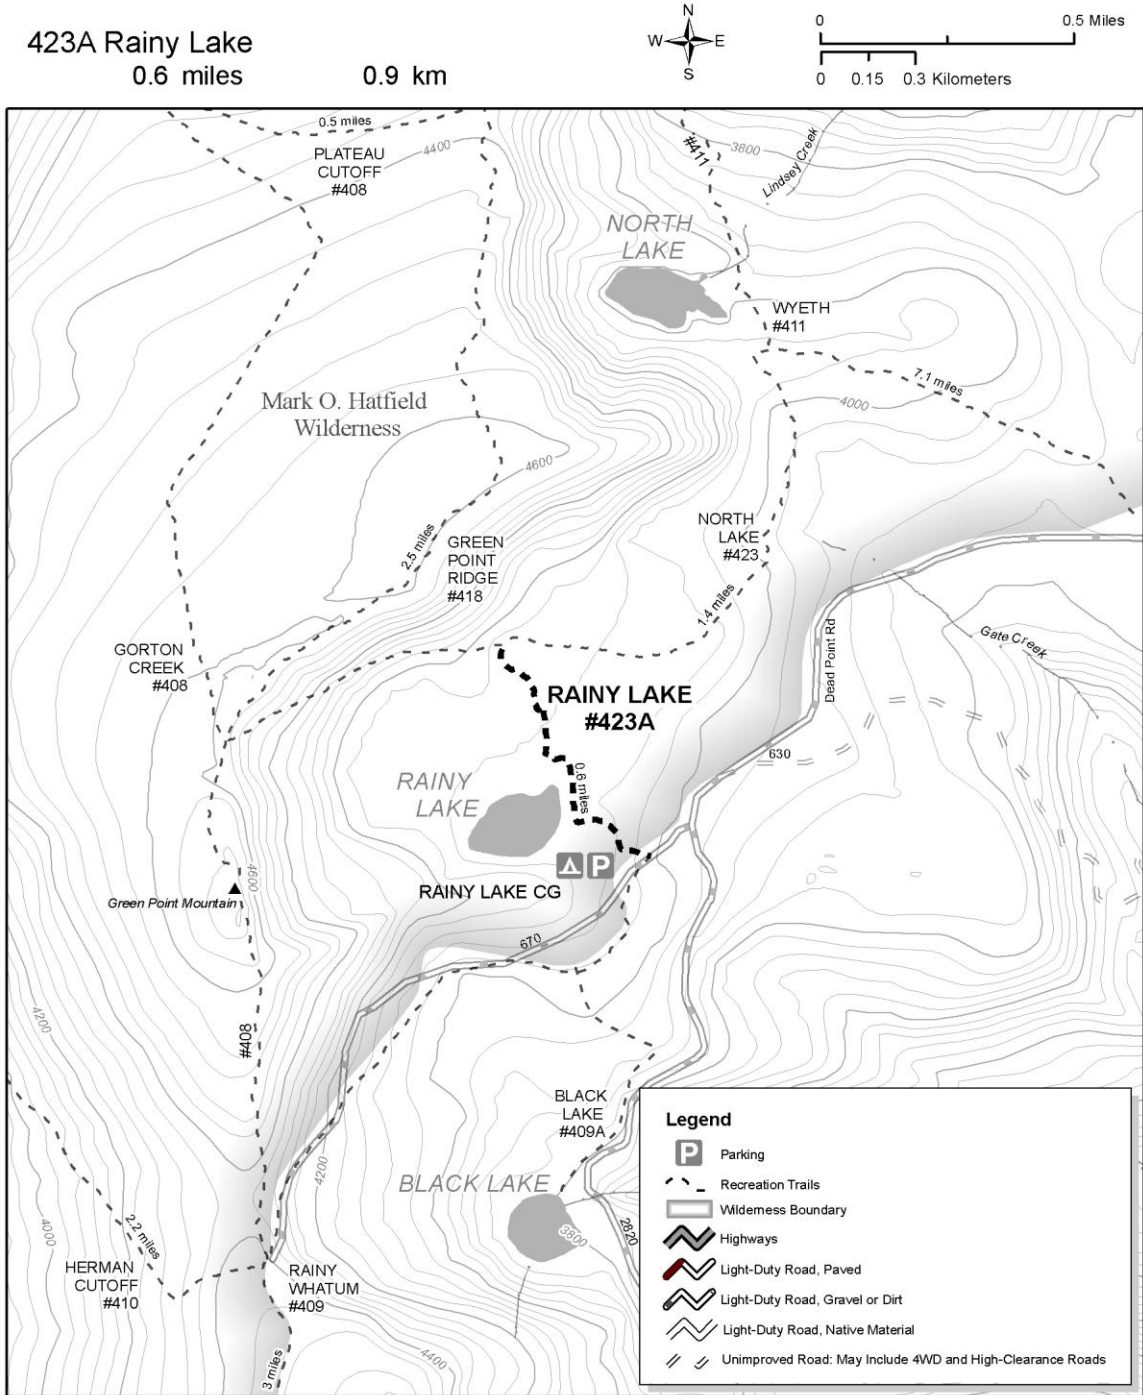 423A Rainy Lake
0.6 miles 0.9 km
N
W E
S
0 0.5 Miles
0 0.15 0.3 Kilometers
0.5 miles
PLATEAU
CUTOFF
#408
4400
#411
3800
Lindsey Creek
NORTH
LAKE
WYETH
#411
7.1 miles
4000
Mark O. Hatfield
Wilderness
4600
2.5 miles
GREEN
POINT
RIDGE
#418
NORTH
LAKE
#423
1.4 miles
Dead Point Rd
Gate Creek
GORTON
CREEK
#408
RAINY LAKE
#423A
630
RAINY
LAKE
0.6 miles
P
RAINY LAKE CG
4600
Green Point Mountain
670
4200
#408
BLACK
LAKE
#409A
4200
BLACK LAKE
3800
2820
4000
2.2 miles
HERMAN
CUTOFF
#410
RAINY
WHATUM
#409
3 miles
4400
Legend
P Parking
Recreation Trails
Wilderness Boundary
Highways
Light-Duty Road, Paved
Light-Duty Road, Gravel or Dirt
Light-Duty Road, Native Material
Unimproved Road: May Include 4WD and High-Clearance Roads